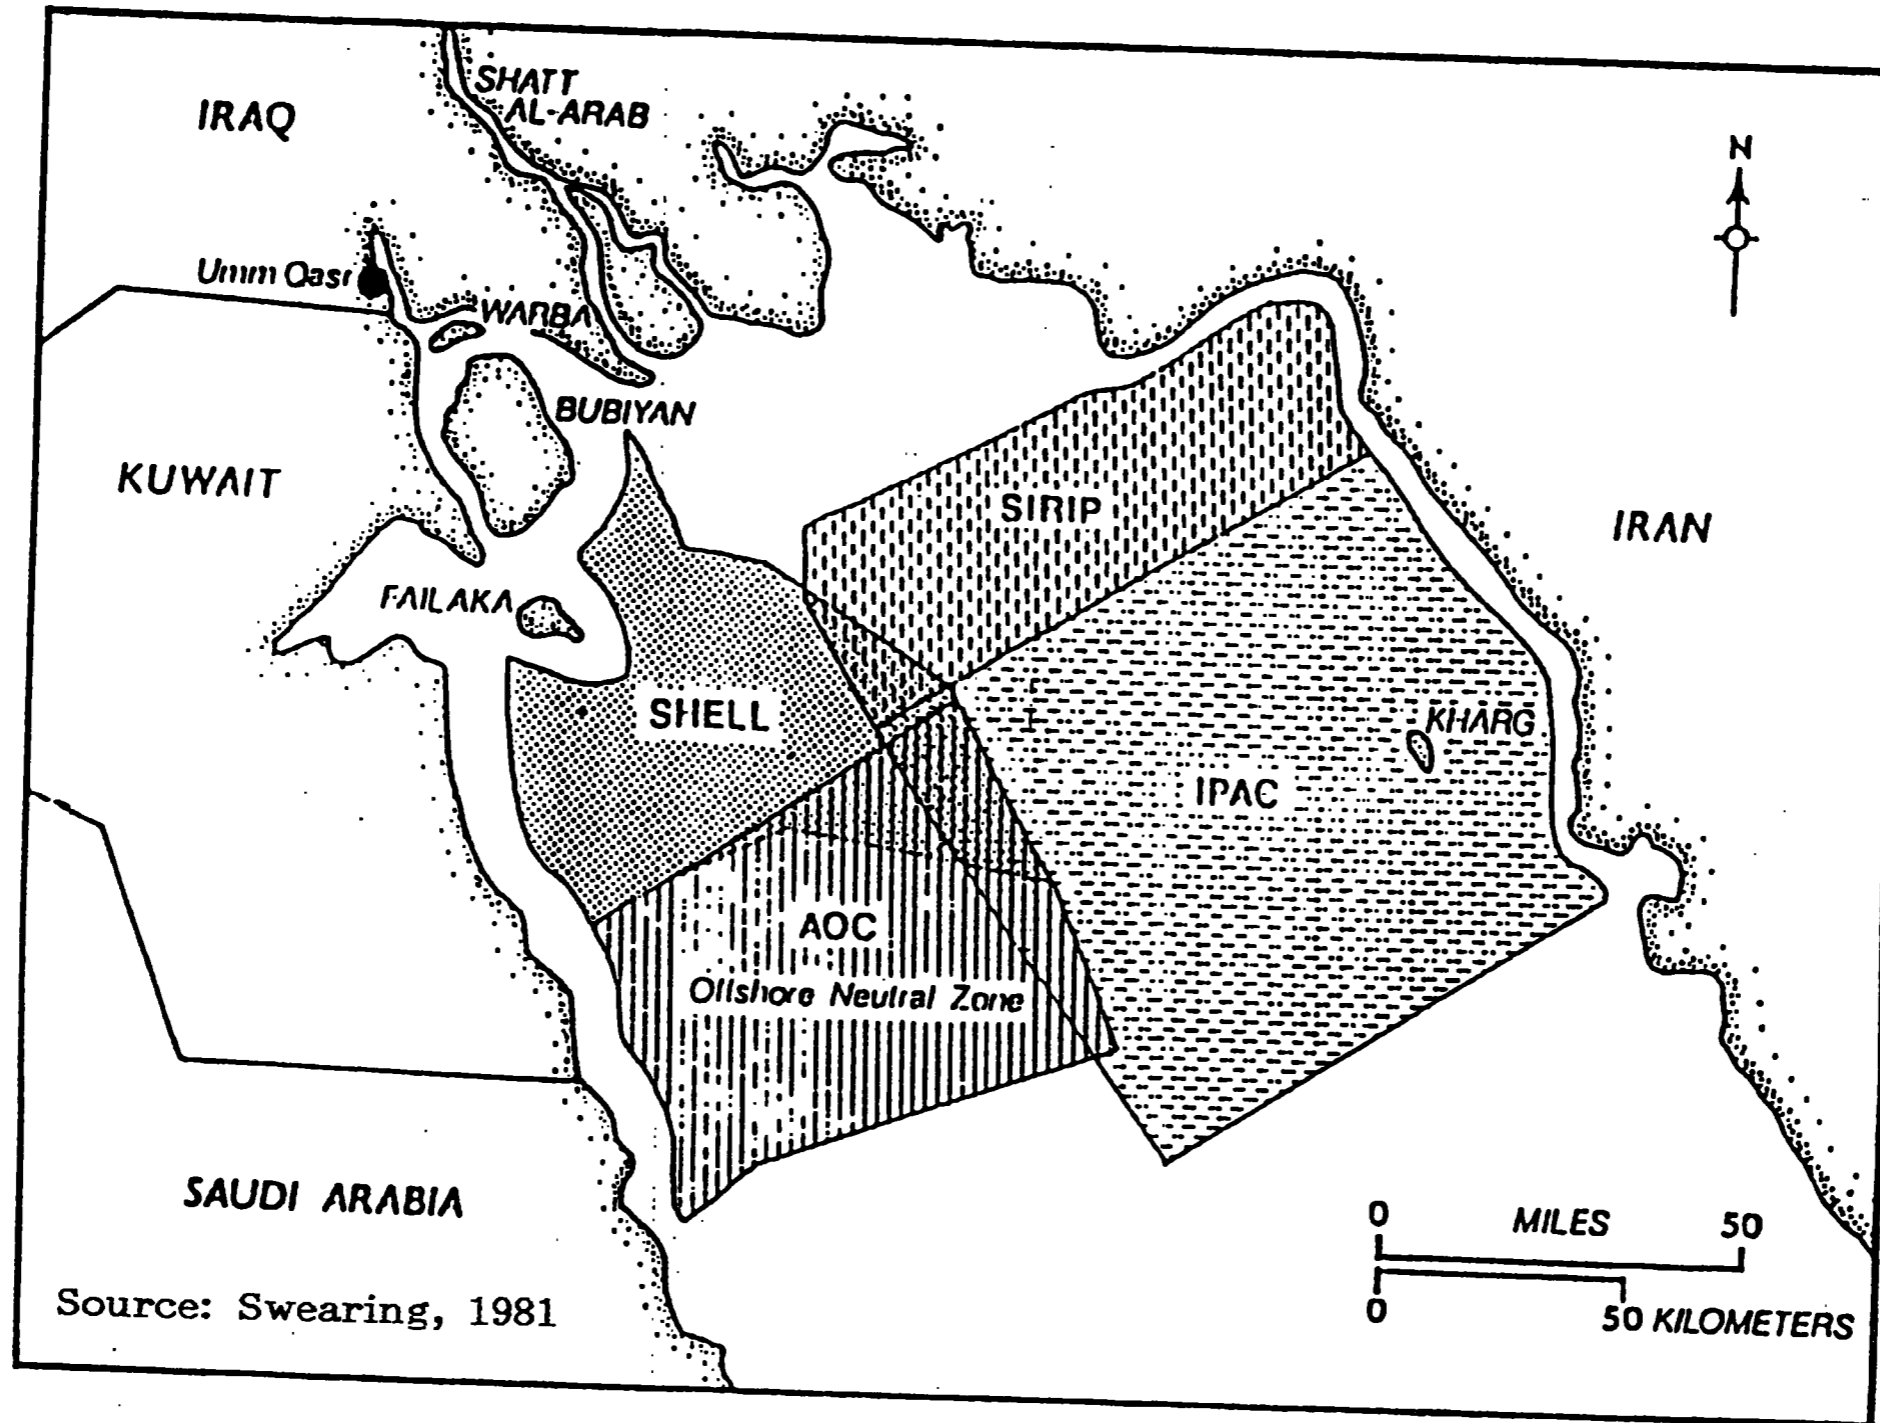 IRAQ
SHATT
AL-ARAB
N
Umm Qasr
WARBA
BUBIYAN
KUWAIT
SIRIP
IRAN
FAILAKA
SHELL
KHARG
IPAC
AOC
Offshore Neutral Zone
SAUDI ARABIA
0 MILES 50
0 50 KILOMETERS
Source: Swearing, 1981